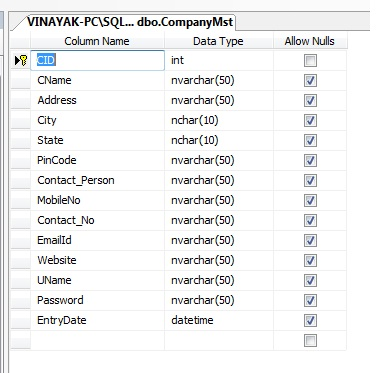 VINAYAK-PC\SQL... dbo.CompanyMst
Column Name Data Type Allow Nulls
CID int
CName nvarchar(50)
Address nvarchar(50)
City nchar(10)
State nchar(10)
PinCode nvarchar(50)
Contact_Person nvarchar(50)
MobileNo nvarchar(50)
Contact_No nvarchar(50)
EmailId nvarchar(50)
Website nvarchar(50)
UName nvarchar(50)
Password nvarchar(50)
EntryDate datetime